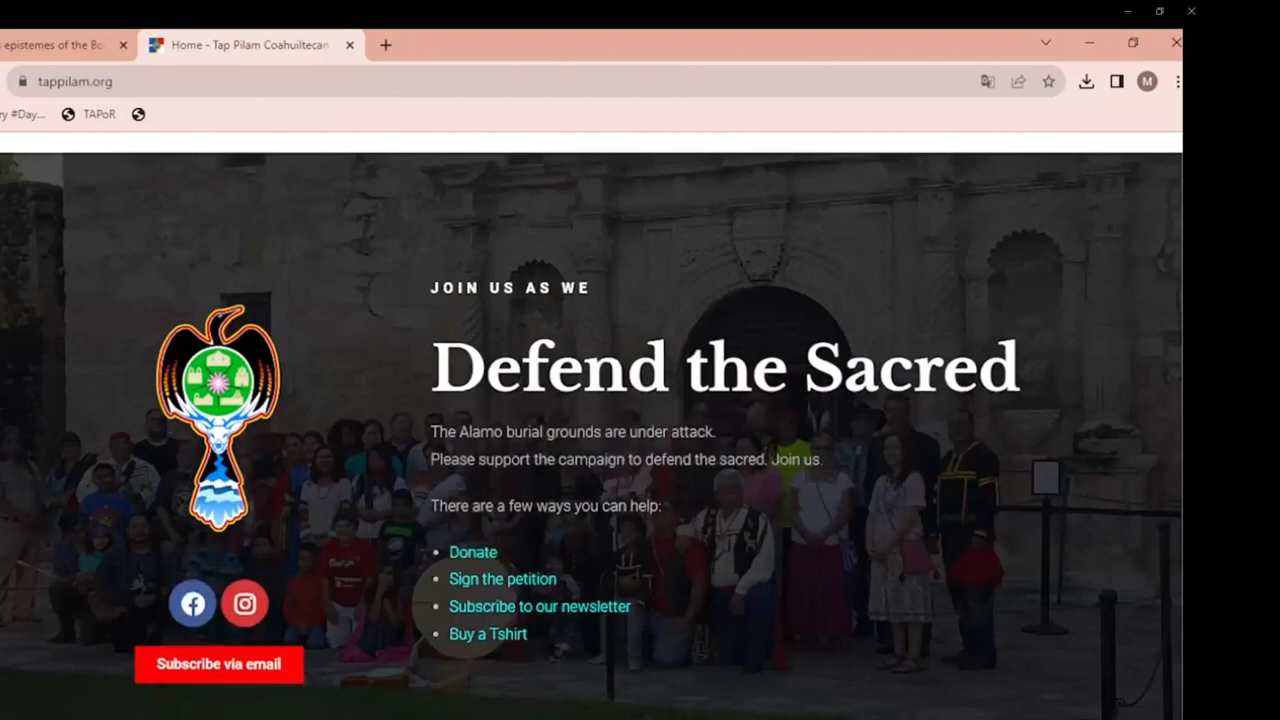 epistemes of the Bo
Home - Tap Pilam Coahuiltecan
tappilam.org
M
ry #Day...
TAPoR
JOIN US AS WE
Defend the Sacred
The Alamo burial grounds are under attack.
Please support the campaign to defend the sacred. Join us.
There are a few ways you can help:
• Donate
• Sign the petition
• Subscribe to our newsletter
• Buy a Tshirt
Subscribe via email